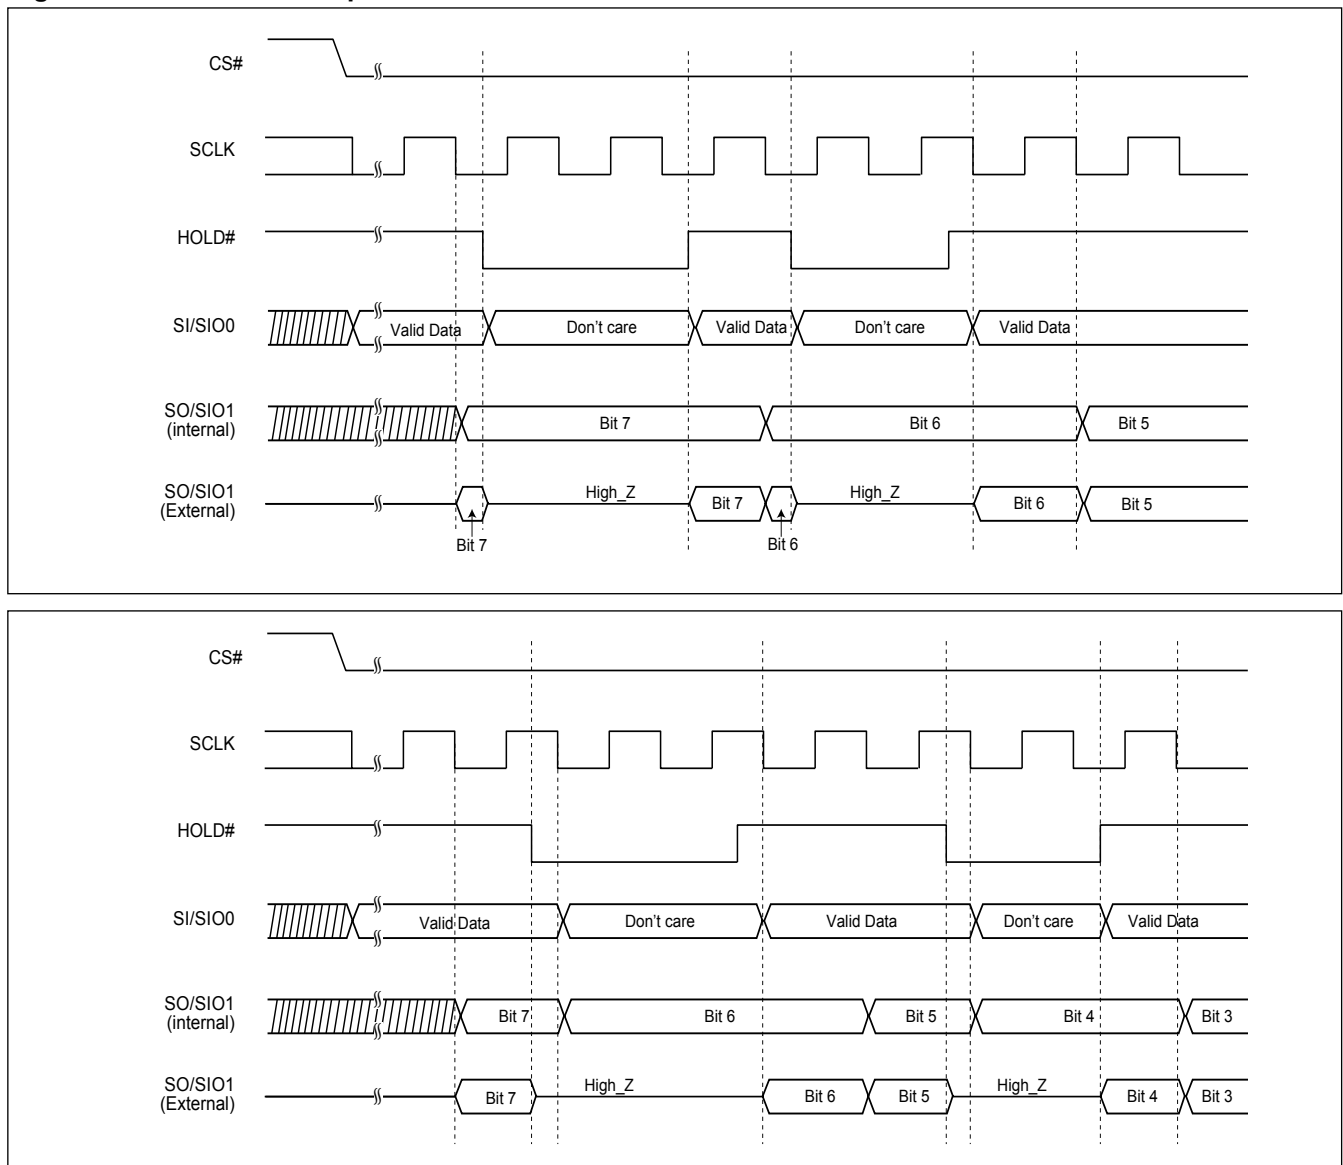 CS#
SCLK
HOLD#
SI/SIO0
Valid Data
Don't care
Valid Data
Don't care
Valid Data
SO/SIO1
(internal)
Bit 7
Bit 6
Bit 5
SO/SIO1
(External)
High_Z
Bit 7
High_Z
Bit 6
Bit 5
Bit 7
Bit 6
CS#
SCLK
HOLD#
SI/SIO0
Valid Data
Don't care
Valid Data
Don't care
Valid Data
SO/SIO1
(internal)
Bit 7
Bit 6
Bit 5
Bit 4
Bit 3
SO/SIO1
(External)
Bit 7
High_Z
Bit 6
Bit 5
High_Z
Bit 4
Bit 3